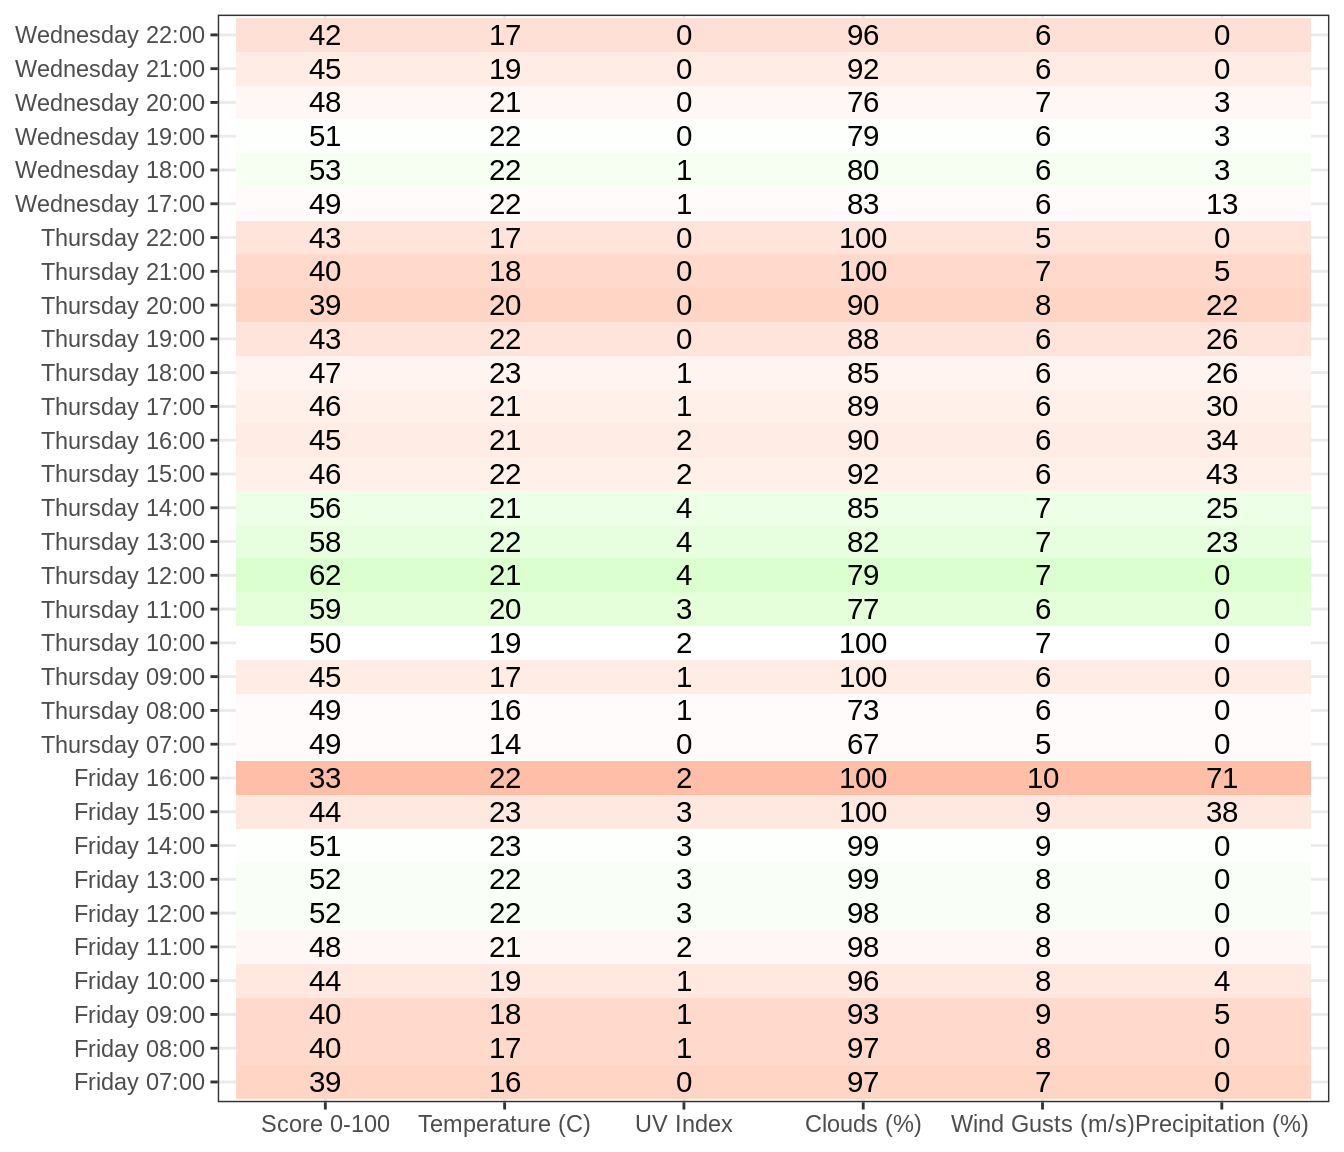 Wednesday 22:00 42 17 0 96 6 0
Wednesday 21:00 45 19 0 92 6 0
Wednesday 20:00 48 21 0 76 7 3
Wednesday 19:00 51 22 0 79 6 3
Wednesday 18:00 53 22 1 80 6 3
Wednesday 17:00 49 22 1 83 6 13
Thursday 22:00 43 17 0 100 5 0
Thursday 21:00 40 18 0 100 7 5
Thursday 20:00 39 20 0 90 8 22
Thursday 19:00 43 22 0 88 6 26
Thursday 18:00 47 23 1 85 6 26
Thursday 17:00 46 21 1 89 6 30
Thursday 16:00 45 21 2 90 6 34
Thursday 15:00 46 22 2 92 6 43
Thursday 14:00 56 21 4 85 7 25
Thursday 13:00 58 22 4 82 7 23
Thursday 12:00 62 21 4 79 7 0
Thursday 11:00 59 20 3 77 6 0
Thursday 10:00 50 19 2 100 7 0
Thursday 09:00 45 17 1 100 6 0
Thursday 08:00 49 16 1 73 6 0
Thursday 07:00 49 14 0 67 5 0
Friday 16:00 33 22 2 100 10 71
Friday 15:00 44 23 3 100 9 38
Friday 14:00 51 23 3 99 9 0
Friday 13:00 52 22 3 99 8 0
Friday 12:00 52 22 3 98 8 0
Friday 11:00 48 21 2 98 8 0
Friday 10:00 44 19 1 96 8 4
Friday 09:00 40 18 1 93 9 5
Friday 08:00 40 17 1 97 8 0
Friday 07:00 39 16 0 97 7 0
Score 0-100 Temperature (C) UV Index Clouds (%) Wind Gusts (m/s) Precipitation (%)